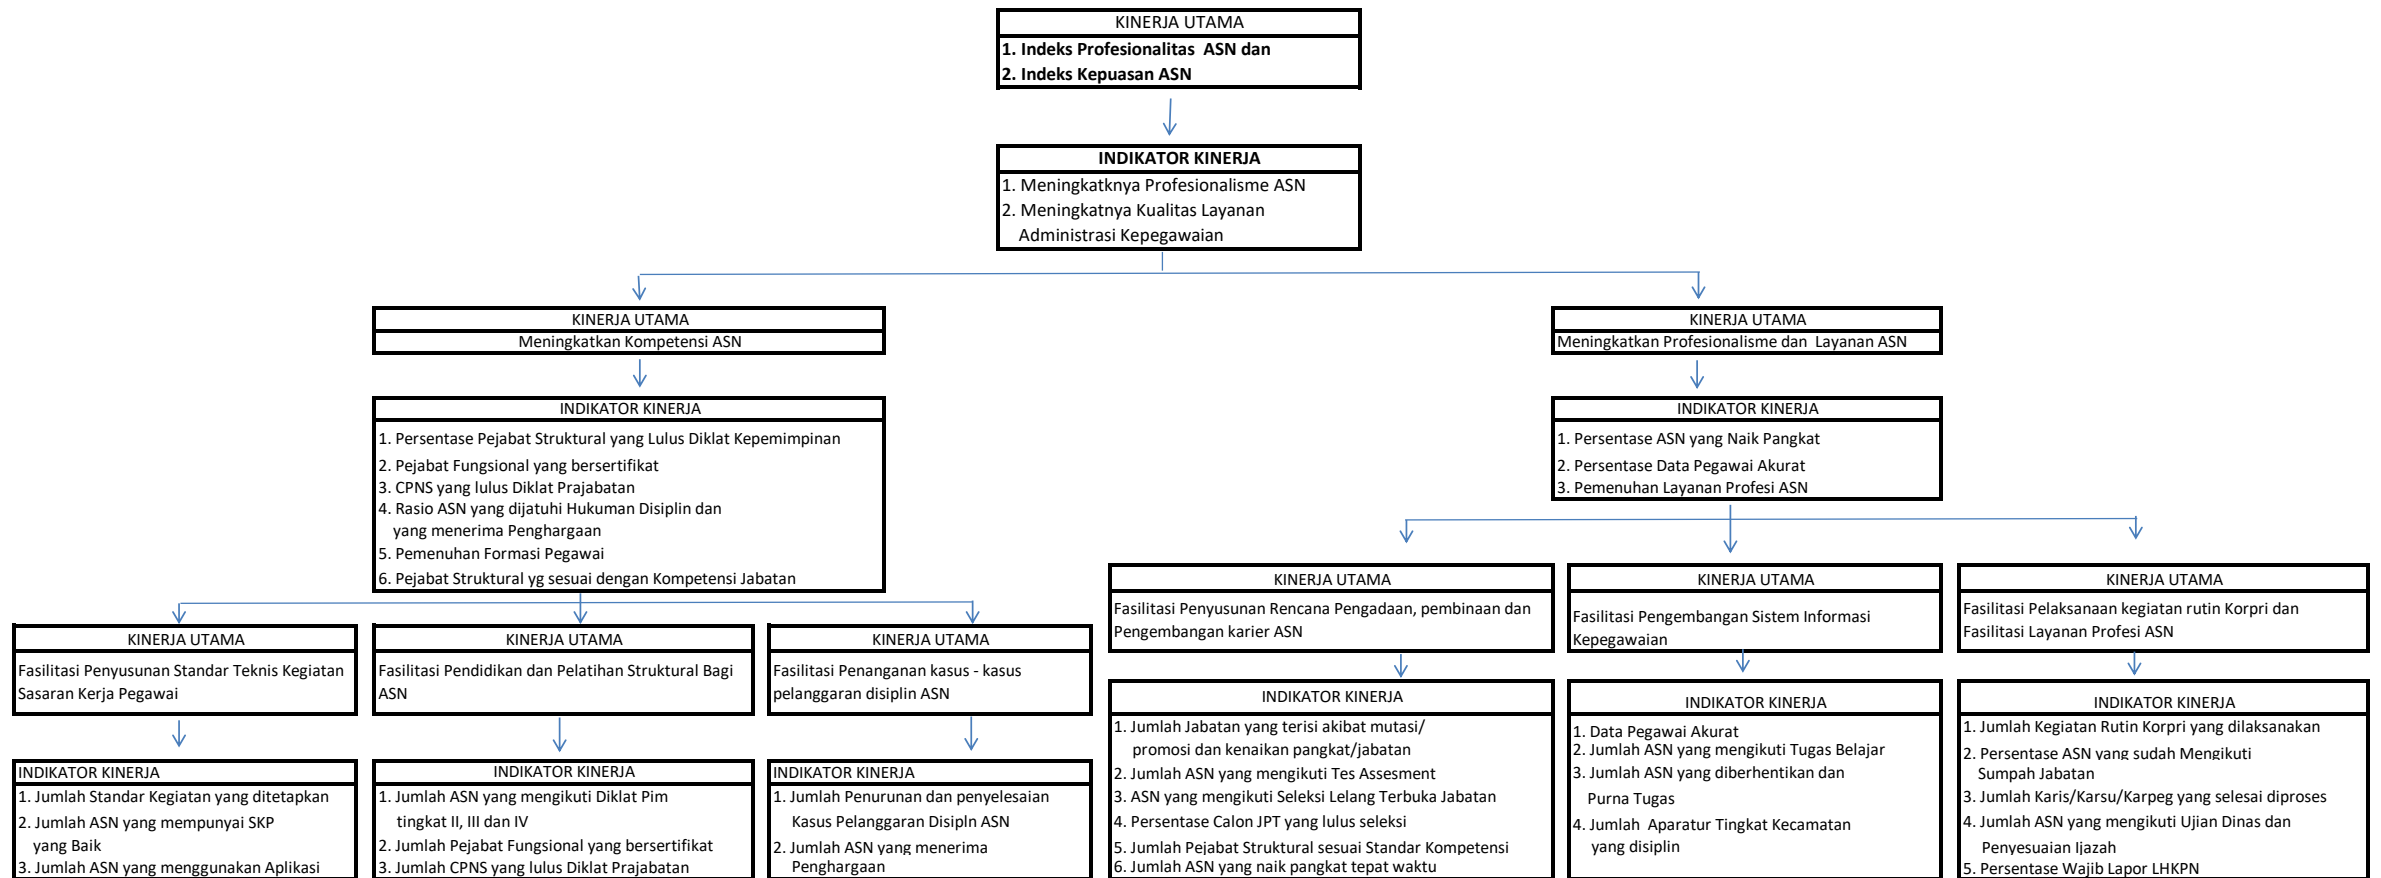 KINERJA UTAMA
1. Indeks Profesionalitas  ASN dan
2. Indeks Kepuasan ASN
INDIKATOR KINERJA
1. Meningkatknya Profesionalisme ASN
2. Meningkatnya Kualitas Layanan
Administrasi Kepegawaian
KINERJA UTAMA
Meningkatkan Kompetensi ASN
INDIKATOR KINERJA
1. Persentase Pejabat Struktural yang Lulus Diklat Kepemimpinan
2. Pejabat Fungsional yang bersertifikat
3. CPNS yang lulus Diklat Prajabatan
4. Rasio ASN yang dijatuhi Hukuman Disiplin dan
yang menerima Penghargaan
5. Pemenuhan Formasi Pegawai
6. Pejabat Struktural yg sesuai dengan Kompetensi Jabatan
KINERJA UTAMA
Meningkatkan Profesionalisme dan  Layanan ASN
INDIKATOR KINERJA
1. Persentase ASN yang Naik Pangkat
2. Persentase Data Pegawai Akurat
3. Pemenuhan Layanan Profesi ASN
KINERJA UTAMA
Fasilitasi Penyusunan Standar Teknis Kegiatan
Sasaran Kerja Pegawai
INDIKATOR KINERJA
1. Jumlah Standar Kegiatan yang ditetapkan
2. Jumlah ASN yang mempunyai SKP
yang Baik
3. Jumlah ASN yang menggunakan Aplikasi
KINERJA UTAMA
Fasilitasi Pendidikan dan Pelatihan Struktural Bagi
ASN
INDIKATOR KINERJA
1. Jumlah ASN yang mengikuti Diklat Pim
tingkat II, III dan IV
2. Jumlah Pejabat Fungsional yang bersertifikat
3. Jumlah CPNS yang lulus Diklat Prajabatan
KINERJA UTAMA
Fasilitasi Penanganan kasus - kasus
pelanggaran disiplin ASN
INDIKATOR KINERJA
1. Jumlah Penurunan dan penyelesaian
Kasus Pelanggaran Disipln ASN
2. Jumlah ASN yang menerima
Penghargaan
KINERJA UTAMA
Fasilitasi Penyusunan Rencana Pengadaan, pembinaan dan
Pengembangan karier ASN
INDIKATOR KINERJA
1. Jumlah Jabatan yang terisi akibat mutasi/
promosi dan kenaikan pangkat/jabatan
2. Jumlah ASN yang mengikuti Tes Assesment
3. ASN yang mengikuti Seleksi Lelang Terbuka Jabatan
4. Persentase Calon JPT yang lulus seleksi
5. Jumlah Pejabat Struktural sesuai Standar Kompetensi
6. Jumlah ASN yang naik pangkat tepat waktu
KINERJA UTAMA
Fasilitasi Pengembangan Sistem Informasi
Kepegawaian
INDIKATOR KINERJA
1. Data Pegawai Akurat
2. Jumlah ASN yang mengikuti Tugas Belajar
3. Jumlah ASN yang diberhentikan dan
Purna Tugas
4. Jumlah  Aparatur Tingkat Kecamatan
yang disiplin
KINERJA UTAMA
Fasilitasi Pelaksanaan kegiatan rutin Korpri dan
Fasilitasi Layanan Profesi ASN
INDIKATOR KINERJA
1. Jumlah Kegiatan Rutin Korpri yang dilaksanakan
2. Persentase ASN yang sudah Mengikuti
Sumpah Jabatan
3. Jumlah Karis/Karsu/Karpeg yang selesai diproses
4. Jumlah ASN yang mengikuti Ujian Dinas dan
Penyesuaian Ijazah
5. Persentase Wajib Lapor LHKPN